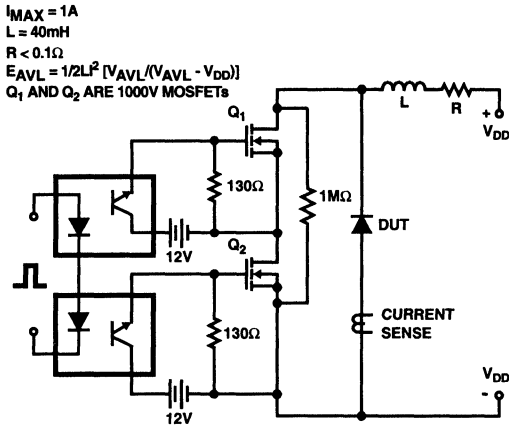 IMAX = 1A
L = 40mH
R < 0.1Ω
EAVL = 1/2LI² [VAVL/(VAVL - VDD)]
Q1 AND Q2 ARE 1000V MOSFETs
Q1
L
R
+
VDD
130Ω
1MΩ
12V
DUT
Q2
CURRENT
SENSE
130Ω
VDD
-
12V